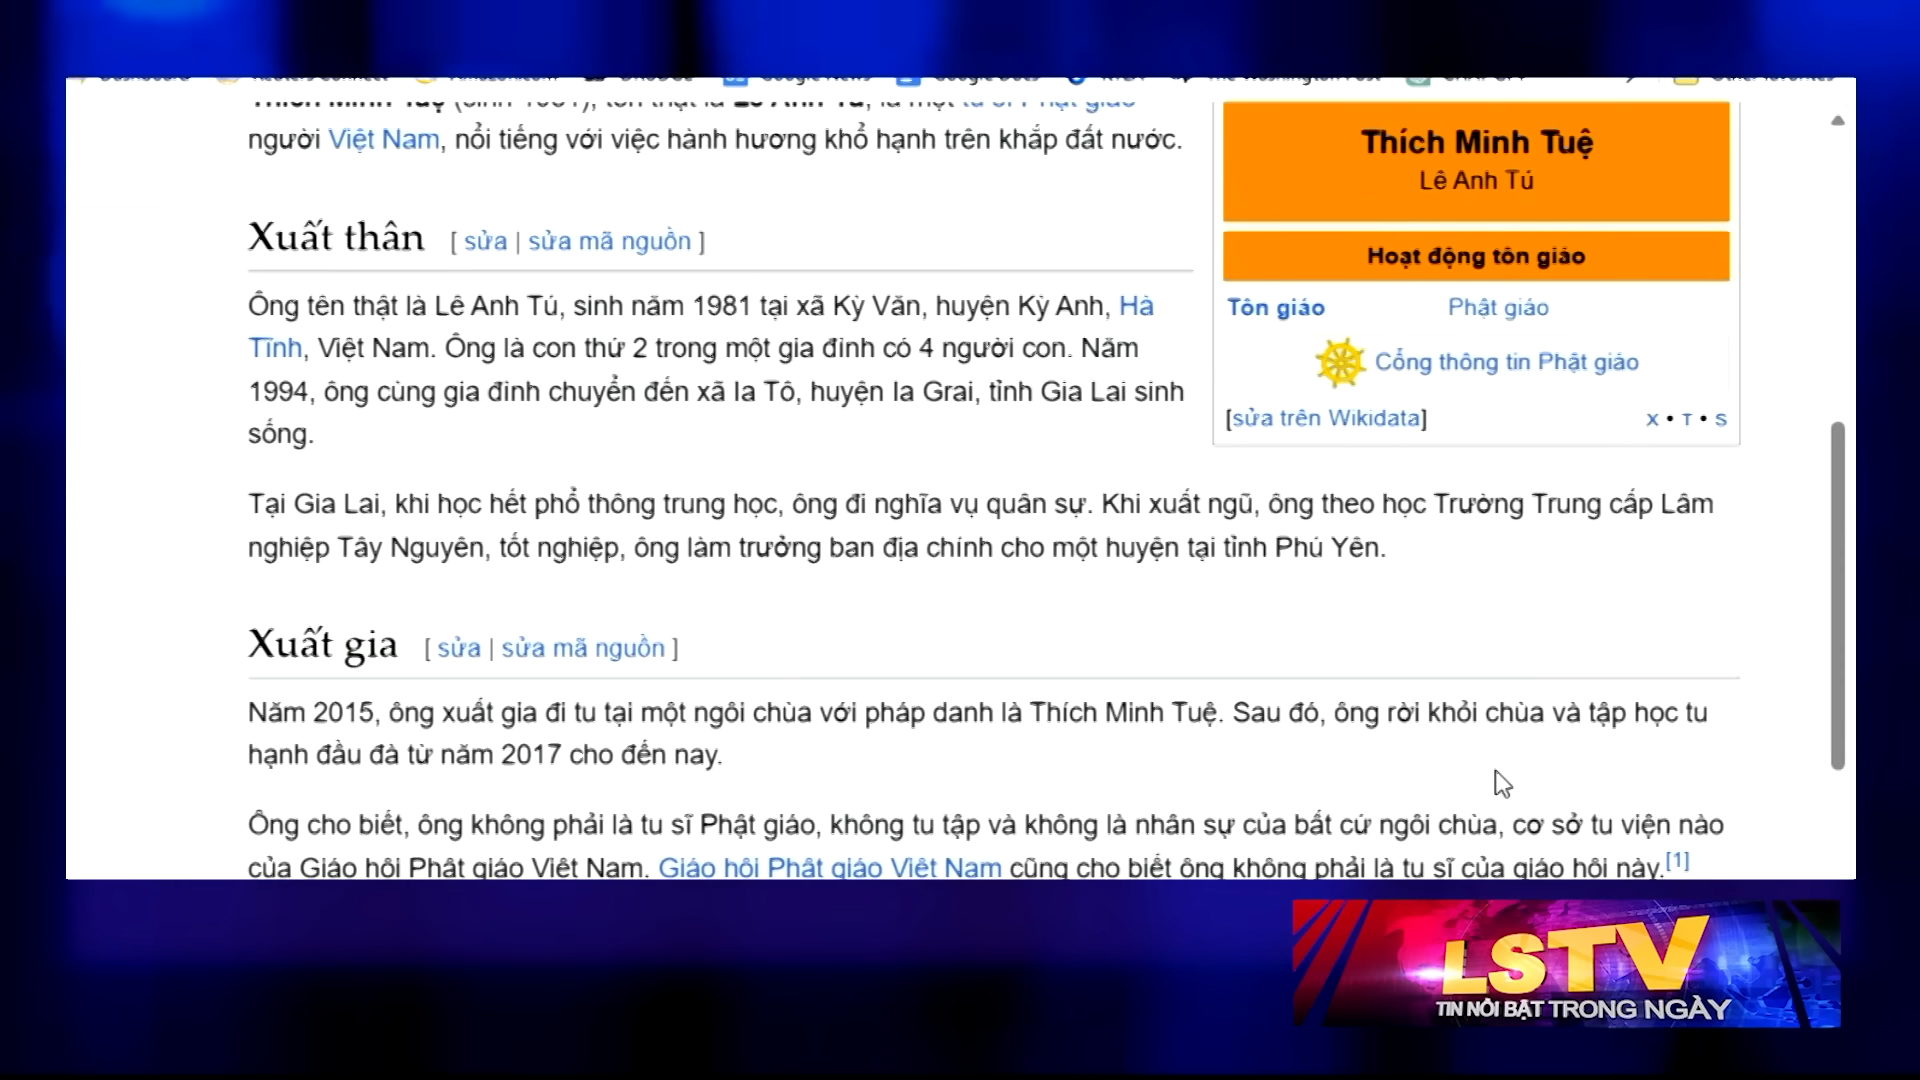 Thích Minh Tuệ
người Việt Nam, nổi tiếng với việc hành hương khổ hạnh trên khắp đất nước.
Thích Minh Tuệ
Lê Anh Tú
Hoạt động tôn giáo
Tôn giáo Phật giáo
Cổng thông tin Phật giáo
[sửa trên Wikidata] X • T • S
Xuất thân [ sửa | sửa mã nguồn ]
Ông tên thật là Lê Anh Tú, sinh năm 1981 tại xã Kỳ Văn, huyện Kỳ Anh, Hà
Tĩnh, Việt Nam. Ông là con thứ 2 trong một gia đình có 4 người con. Năm
1994, ông cùng gia đình chuyển đến xã Ia Tô, huyện Ia Grai, tỉnh Gia Lai sinh
sống.
Tại Gia Lai, khi học hết phổ thông trung học, ông đi nghĩa vụ quân sự. Khi xuất ngũ, ông theo học Trường Trung cấp Lâm
nghiệp Tây Nguyên, tốt nghiệp, ông làm trưởng ban địa chính cho một huyện tại tỉnh Phú Yên.
Xuất gia [ sửa | sửa mã nguồn ]
Năm 2015, ông xuất gia đi tu tại một ngôi chùa với pháp danh là Thích Minh Tuệ. Sau đó, ông rời khỏi chùa và tập học tu
hạnh đầu đà từ năm 2017 cho đến nay.
Ông cho biết, ông không phải là tu sĩ Phật giáo, không tu tập và không là nhân sự của bất cứ ngôi chùa, cơ sở tu viện nào
của Giáo hội Phật giáo Việt Nam. Giáo hội Phật giáo Việt Nam cũng cho biết ông không phải là tu sĩ của giáo hội này.[1]
LSTV
TIN NỔI BẬT TRONG NGÀY